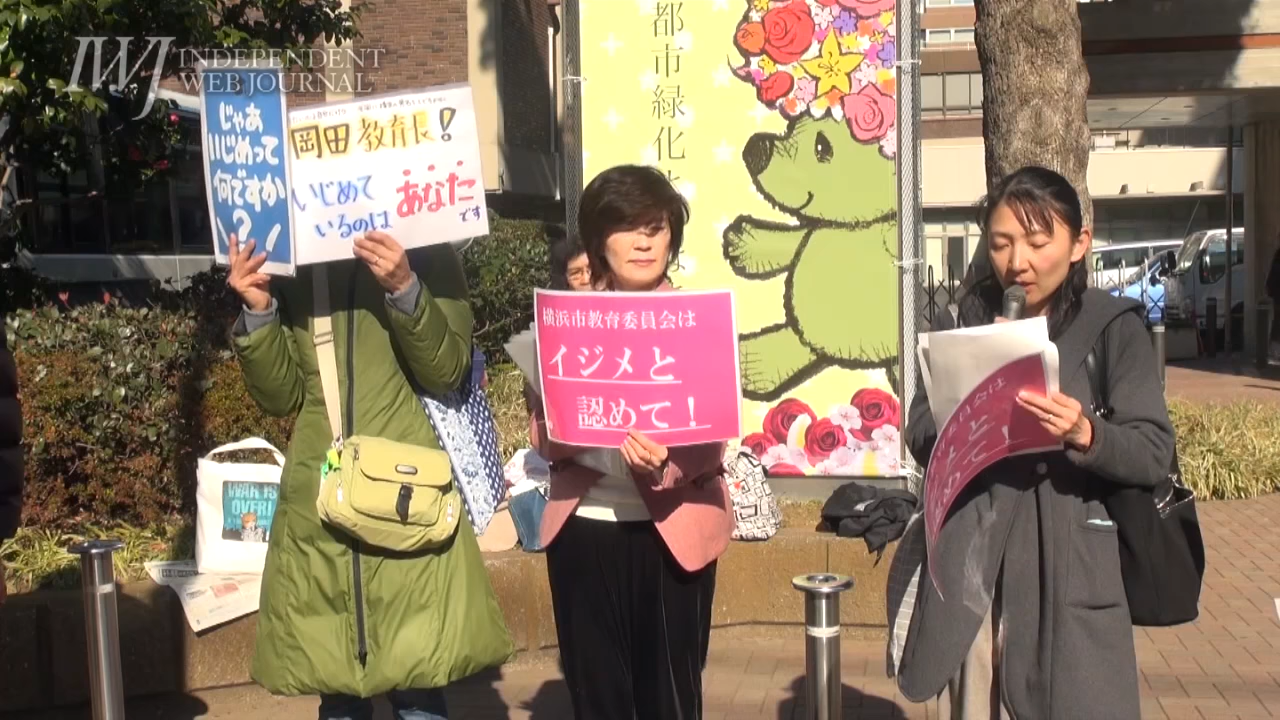 IWJ INDEPENDENT
WEB JOURNAL
じゃあ
いじめって
何ですか
?
岡田教育長!
いじめて
いるのは
あなた
です
都市緑化
横浜市教育委員会は
イジメと
認めて!
WAR IS
OVER!